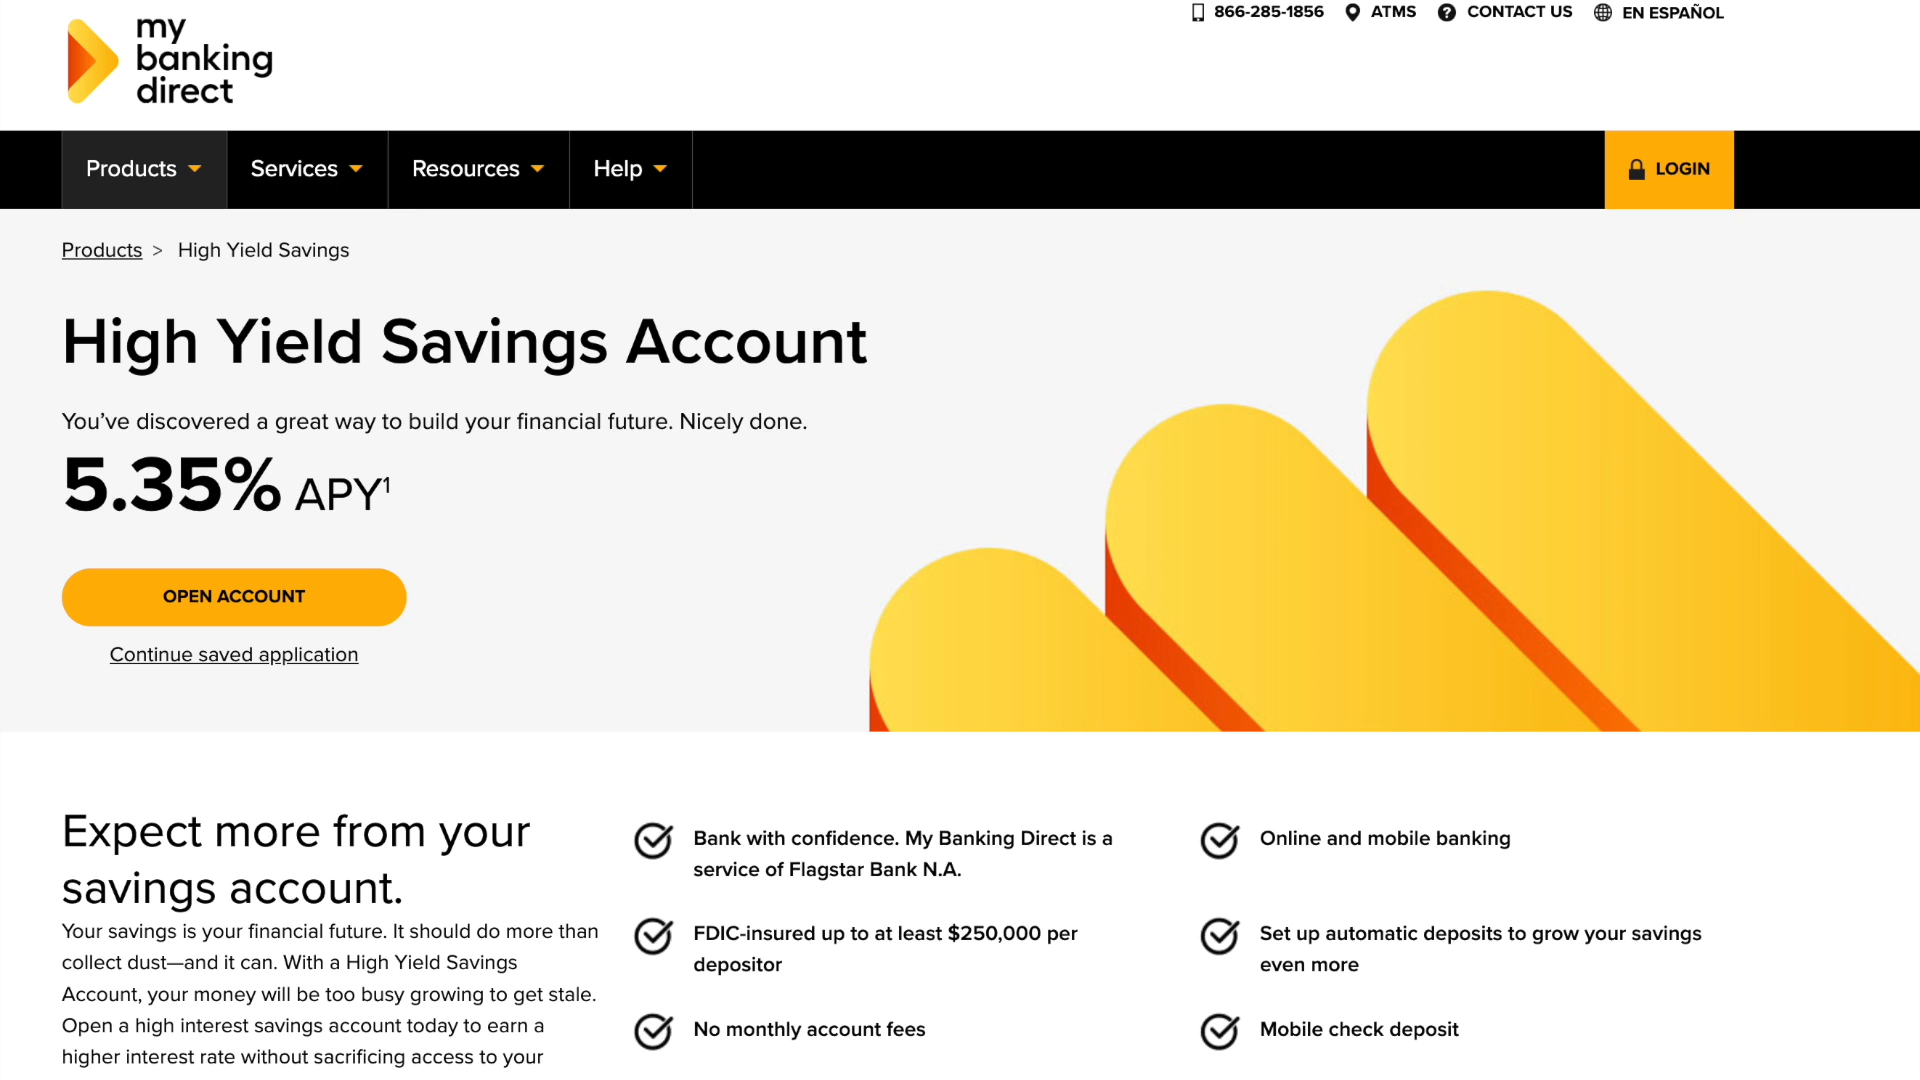 my
banking
direct
866-285-1856 ATMS CONTACT US EN ESPAÑOL
Products Services Resources Help LOGIN
Products > High Yield Savings
High Yield Savings Account
You’ve discovered a great way to build your financial future. Nicely done.
5.35% APY1
OPEN ACCOUNT
Continue saved application
Expect more from your
savings account.
Your savings is your financial future. It should do more than
collect dust—and it can. With a High Yield Savings
Account, your money will be too busy growing to get stale.
Open a high interest savings account today to earn a
higher interest rate without sacrificing access to your
Bank with confidence. My Banking Direct is a
service of Flagstar Bank N.A.
FDIC-insured up to at least $250,000 per
depositor
No monthly account fees
Online and mobile banking
Set up automatic deposits to grow your savings
even more
Mobile check deposit